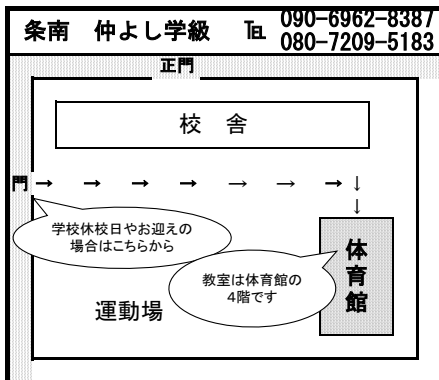 条南　仲よし学級　℡ 090-6962-8387
080-7209-5183
正門
校　舎
門 → → → → → → → ↓
↓
学校休校日やお迎えの
場合はこちらから
体育館
教室は体育館の
4階です
運動場